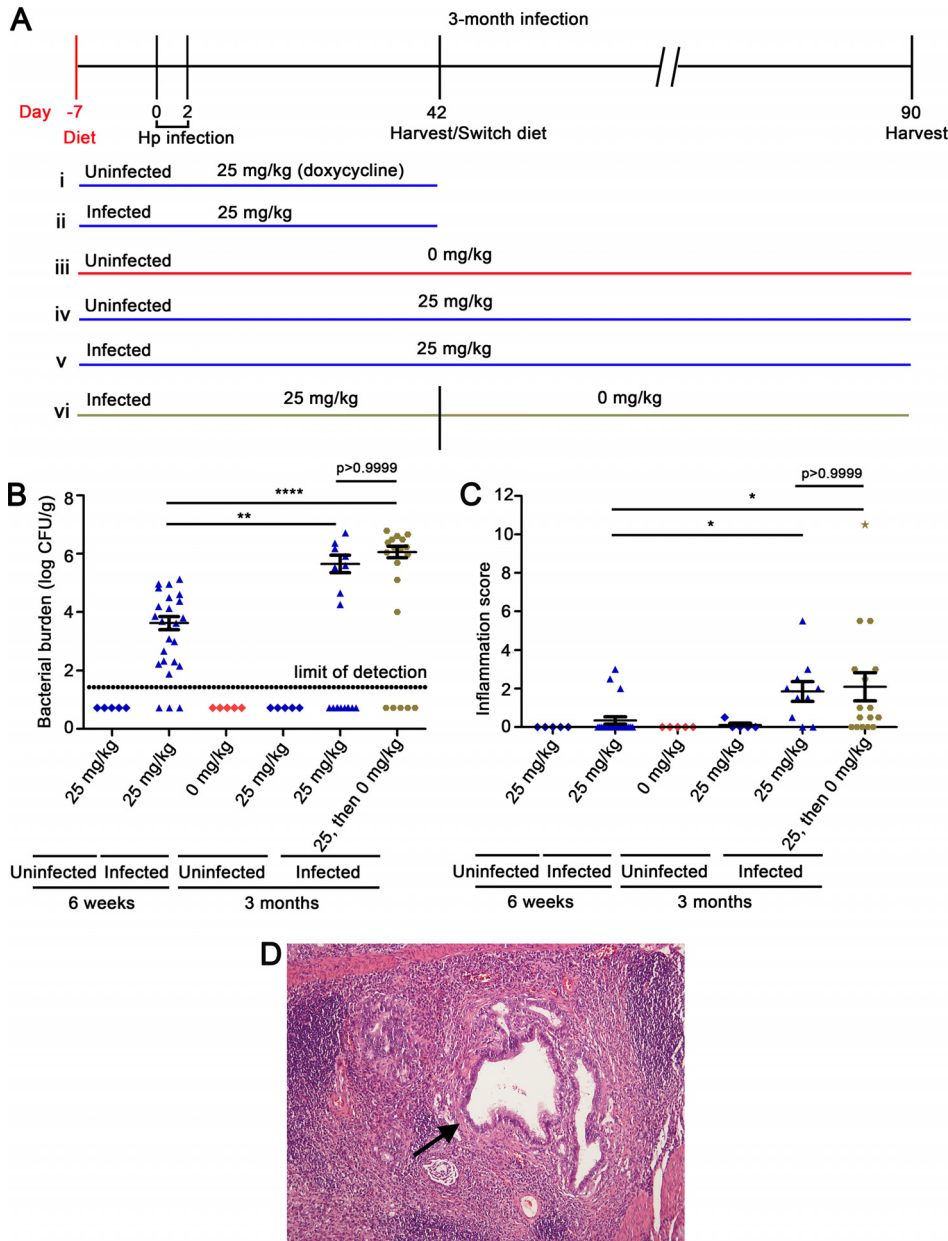 A
3-month infection
Day -7 0 2 42 90
Diet Hp infection Harvest/Switch diet Harvest
i Uninfected 25 mg/kg (doxycycline)
ii Infected 25 mg/kg
iii Uninfected 0 mg/kg
iv Uninfected 25 mg/kg
v Infected 25 mg/kg
vi Infected 25 mg/kg 0 mg/kg
B
p>0.9999
****
**
Bacterial burden (log CFU/g)
8
6
4
2
0
limit of detection
25 mg/kg
25 mg/kg
0 mg/kg
25 mg/kg
25 mg/kg
25, then 0 mg/kg
Uninfected Infected Uninfected Infected
6 weeks 3 months
C
p>0.9999
*
*
Inflammation score
12
10
8
6
4
2
0
25 mg/kg
25 mg/kg
0 mg/kg
25 mg/kg
25 mg/kg
25, then 0 mg/kg
Uninfected Infected Uninfected Infected
6 weeks 3 months
D